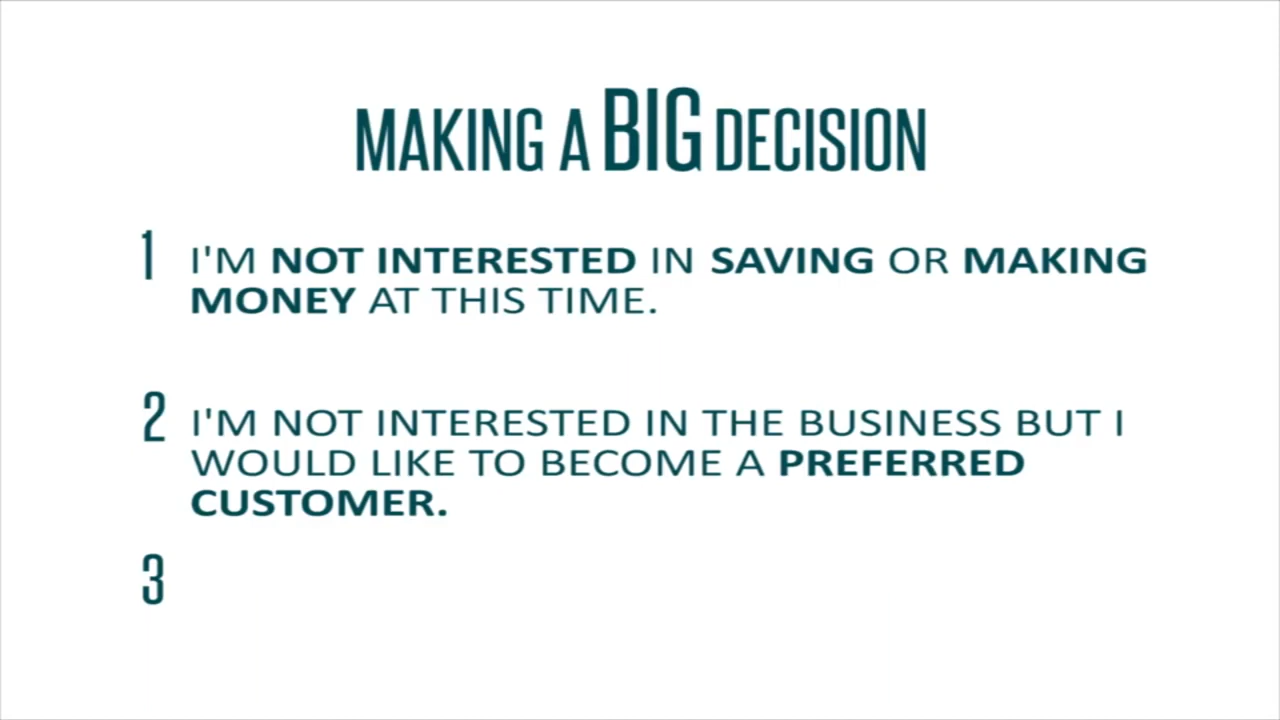 MAKING A BIG DECISION
1 I'M NOT INTERESTED IN SAVING OR MAKING
MONEY AT THIS TIME.
2 I'M NOT INTERESTED IN THE BUSINESS BUT I
WOULD LIKE TO BECOME A PREFERRED
CUSTOMER.
3